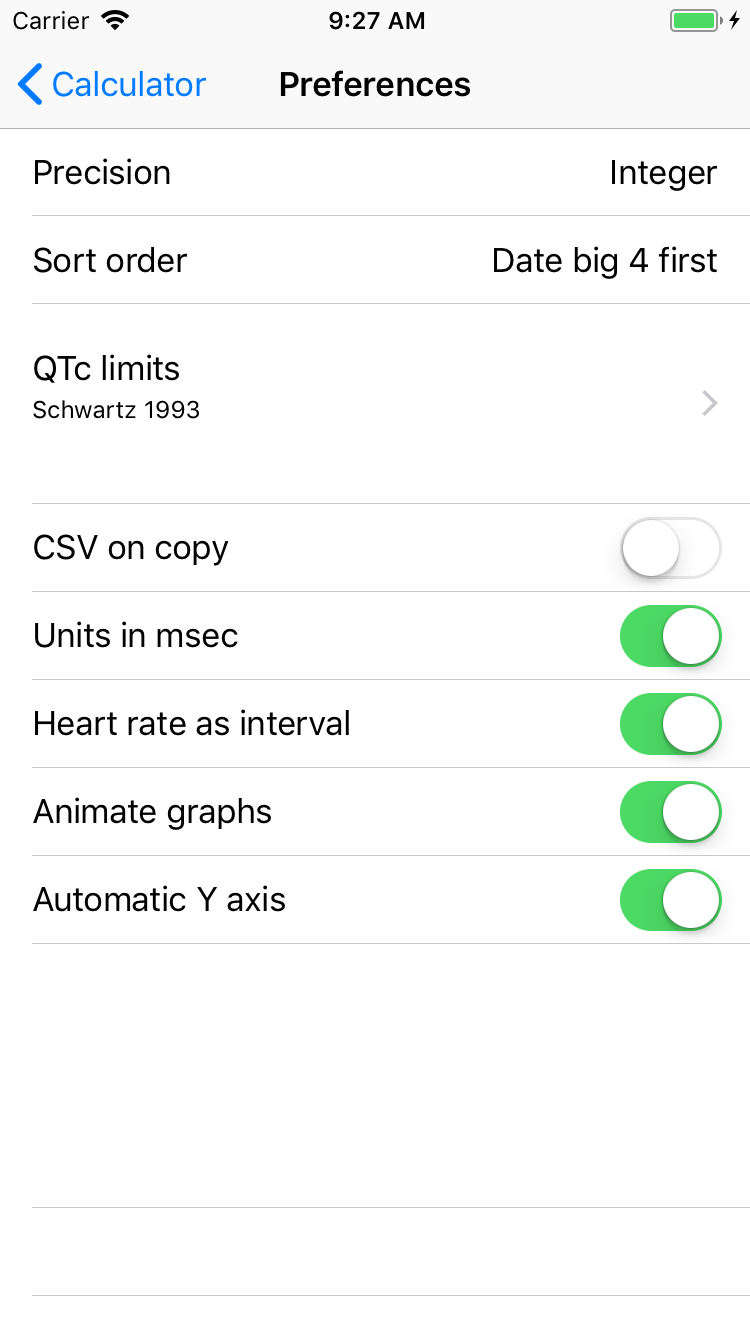 Carrier 9:27 AM
Calculator Preferences
Precision Integer
Sort order Date big 4 first
QTc limits
Schwartz 1993
CSV on copy
Units in msec
Heart rate as interval
Animate graphs
Automatic Y axis